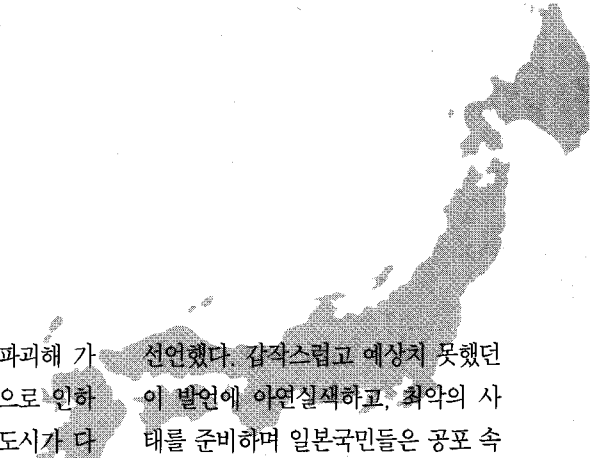 파괴해 가
으로 인하
도시가 다
선언했다. 갑작스럽고 예상치 못했던
이 발언에 아연실색하고, 최악의 사
태를 준비하며 일본국민들은 공포 속